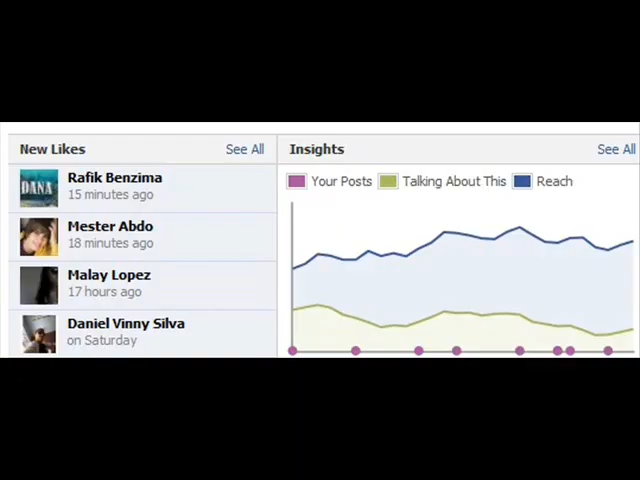 New Likes
See All
Rafik Benzima
15 minutes ago
Mester Abdo
18 minutes ago
Malay Lopez
17 hours ago
Daniel Vinny Silva
on Saturday
Insights
See All
Your Posts Talking About This Reach
DANA